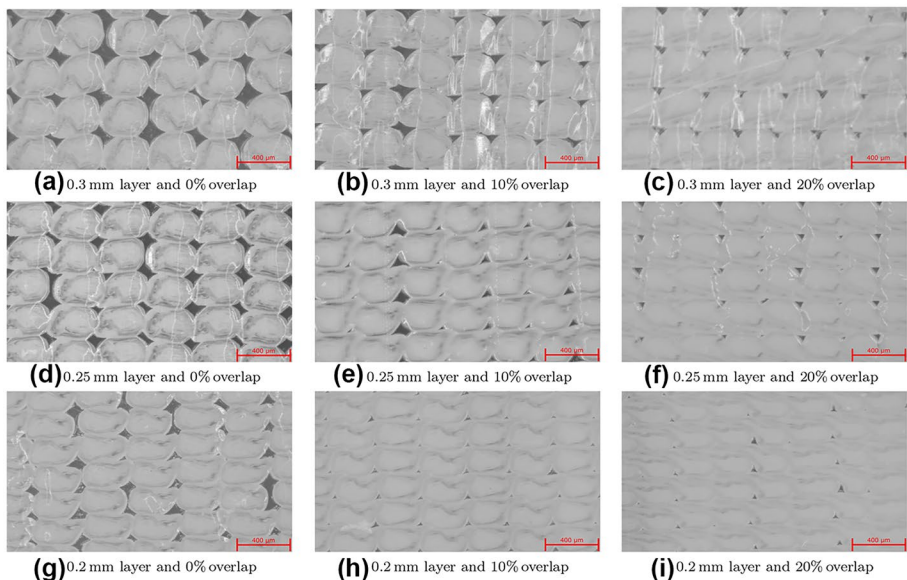 400 µm
400 µm
400 µm
(a) 0.3 mm layer and 0% overlap
(b) 0.3 mm layer and 10% overlap
(c) 0.3 mm layer and 20% overlap
400 µm
400 µm
400 µm
(d) 0.25 mm layer and 0% overlap
(e) 0.25 mm layer and 10% overlap
(f) 0.25 mm layer and 20% overlap
400 µm
400 µm
400 µm
(g) 0.2 mm layer and 0% overlap
(h) 0.2 mm layer and 10% overlap
(i) 0.2 mm layer and 20% overlap